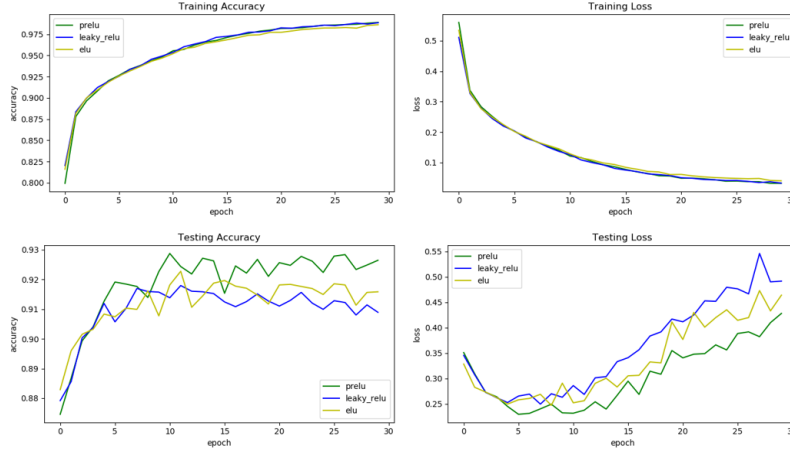 Training Accuracy
prelu
leaky_relu
elu
0.975
0.950
0.925
0.900
0.875
0.850
0.825
0.800
accuracy
0 5 10 15 20 25 30
epoch
Training Loss
prelu
leaky_relu
elu
0.5
0.4
0.3
0.2
0.1
loss
0 5 10 15 20 25 30
epoch
Testing Accuracy
0.93
0.92
0.91
0.90
0.89
0.88
accuracy
prelu
leaky_relu
elu
0 5 10 15 20 25 30
epoch
Testing Loss
prelu
leaky_relu
elu
0.55
0.50
0.45
0.40
0.35
0.30
0.25
loss
0 5 10 15 20 25 30
epoch